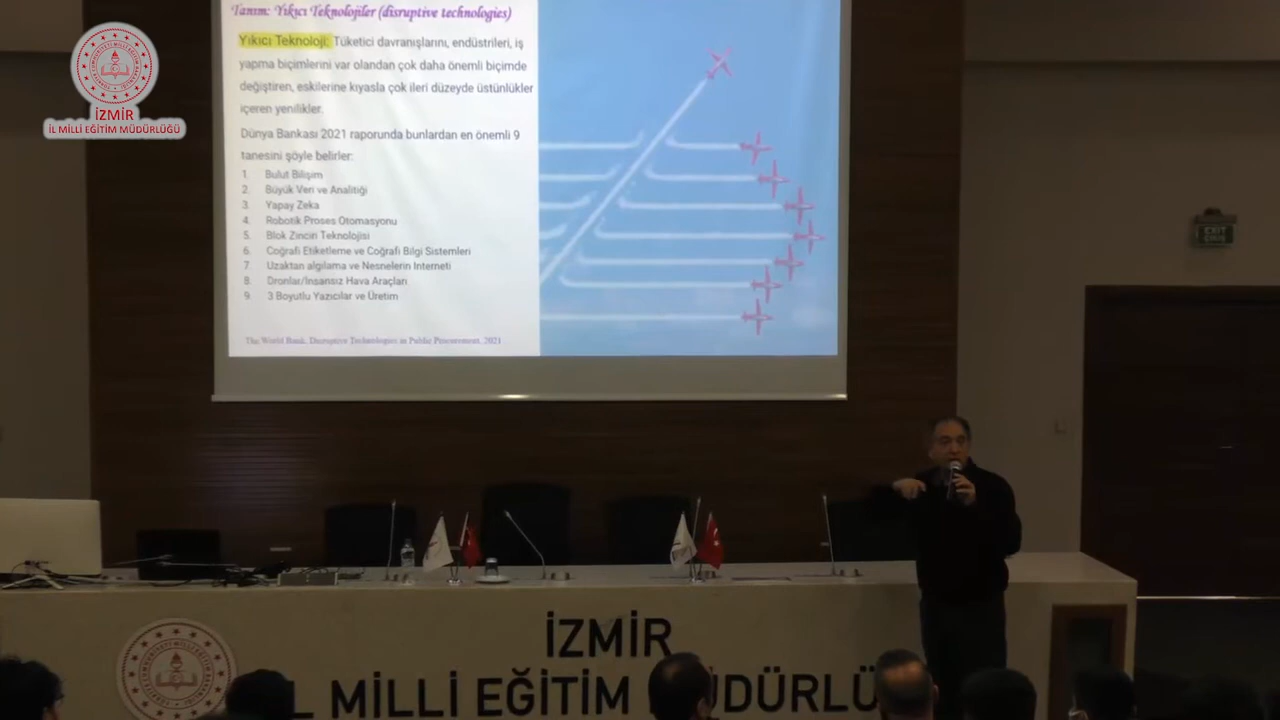 Tanım: Yıkıcı Teknolojiler (disruptive technologies)
Yıkıcı Teknoloji: Tüketici davranışlarını, endüstrileri, iş
yapma biçimlerini var olandan çok daha önemli biçimde
değiştiren, eskilerine kıyasla çok ileri düzeyde üstünlükler
içeren yenilikler.
Dünya Bankası 2021 raporunda bunlardan en önemli 9
tanesini şöyle belirler:
1. Bulut Bilişim
2. Büyük Veri ve Analitiği
3. Yapay Zeka
4. Robotik Proses Otomasyonu
5. Blok Zinciri Teknolojisi
6. Coğrafi Etiketleme ve Coğrafi Bilgi Sistemleri
7. Uzaktan algılama ve Nesnelerin İnterneti
8. Dronlar/İnsansız Hava Araçları
9. 3 Boyutlu Yazıcılar ve Üretim
The World Bank, Disruptive Technologies in Public Procurement, 2021
İZMİR
İL MİLLİ EĞİTİM MÜDÜRLÜĞÜ
EXIT
ÇIKIŞ
İZMİR
L MİLLİ EĞİTİM ÜDÜRLÜ